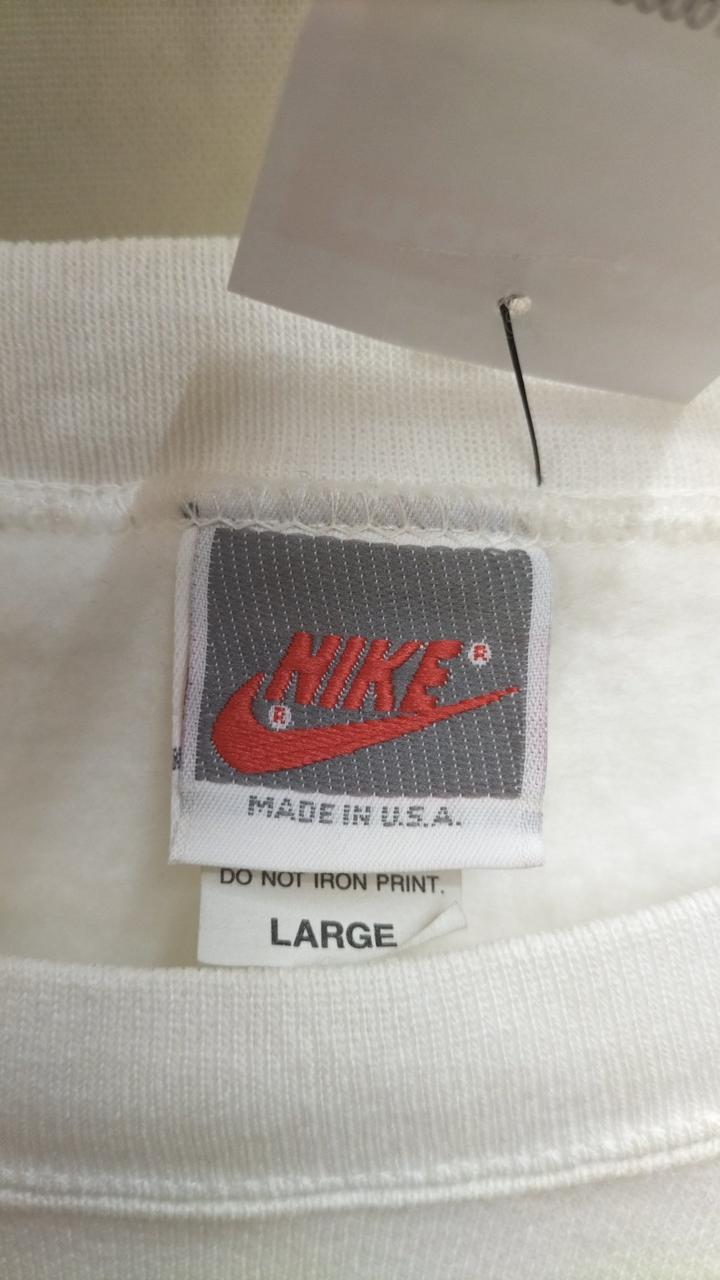 NIKE®
®
MADE IN U.S.A.
DO NOT IRON PRINT.
LARGE